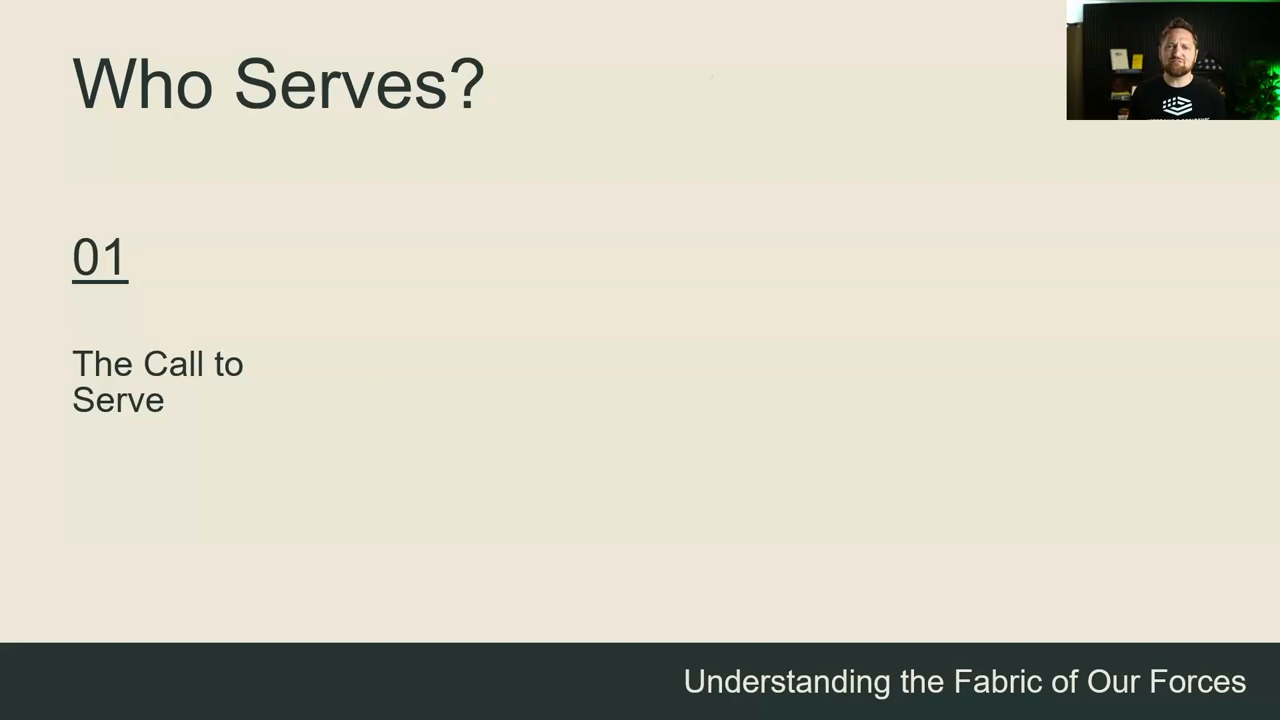 Who Serves?
01
The Call to
Serve
Understanding the Fabric of Our Forces